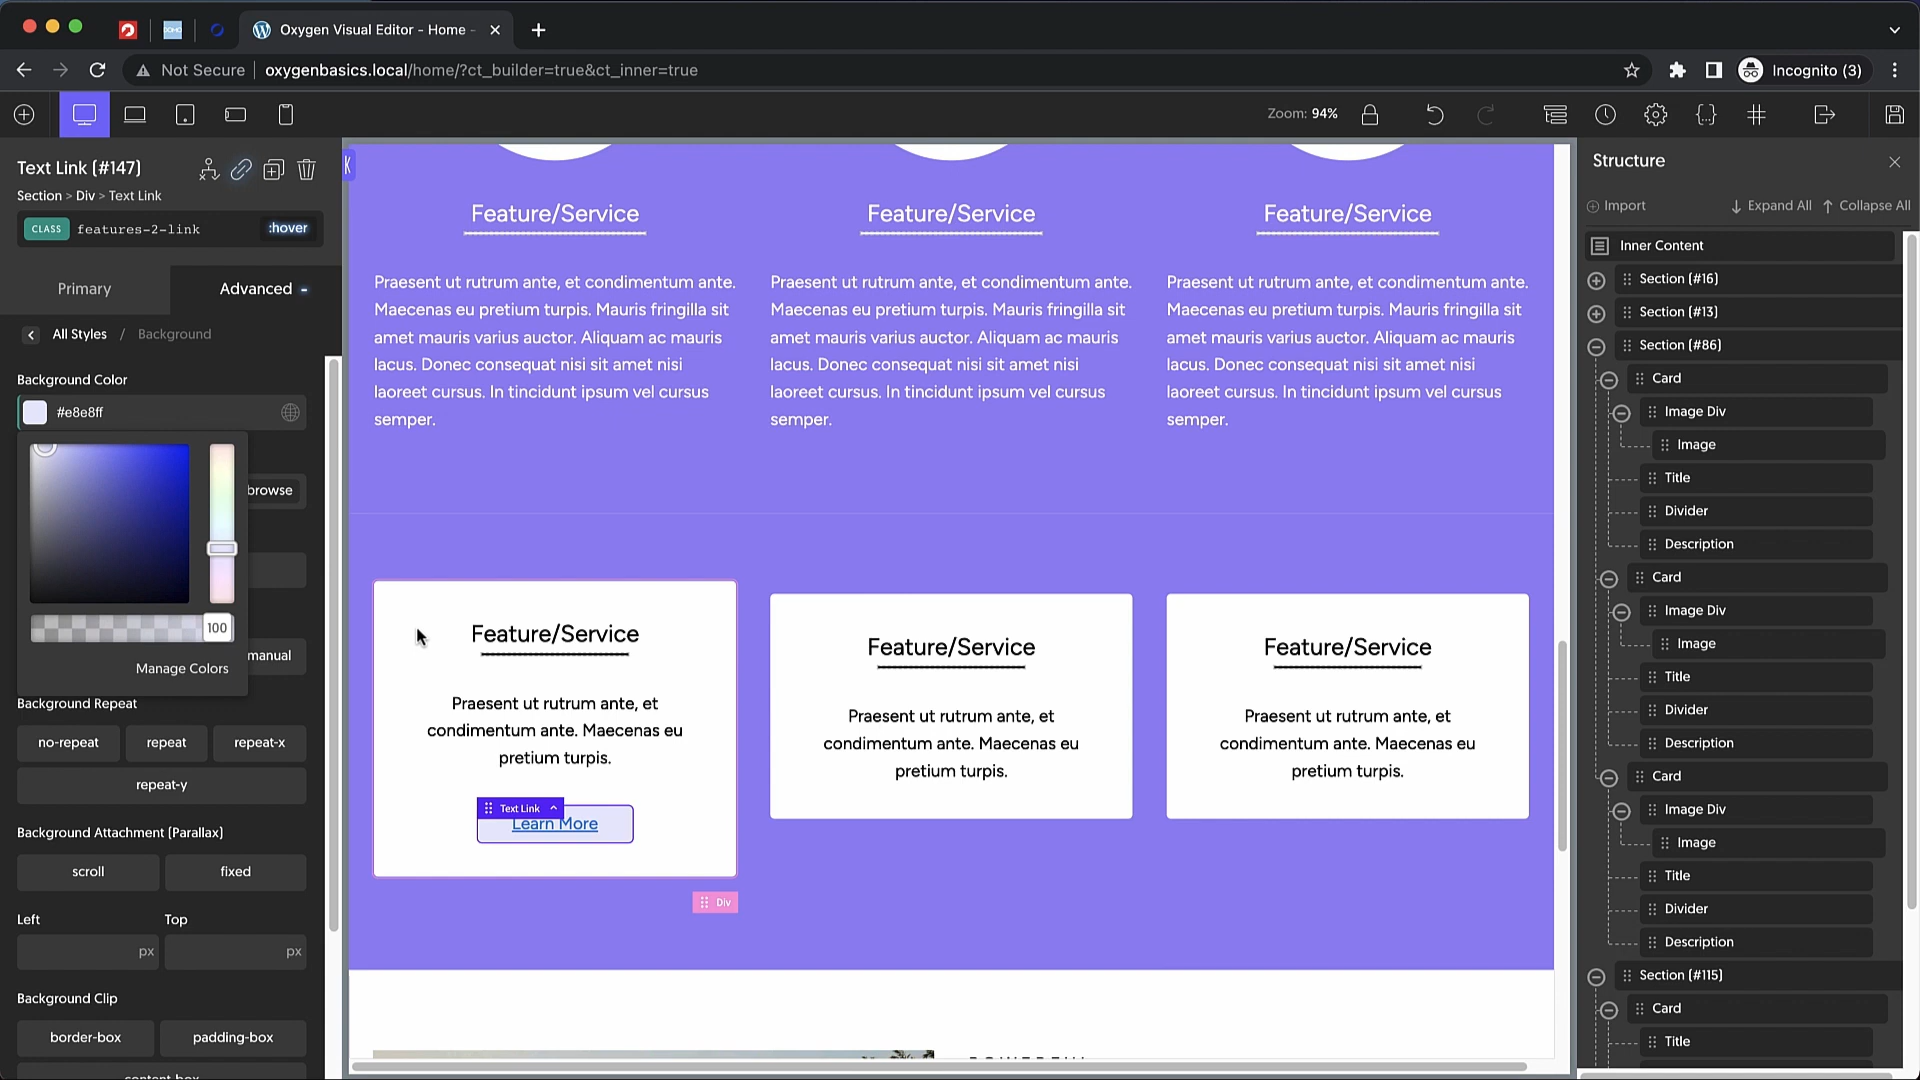 Oxygen Visual Editor - Home -
Not Secure
oxygenbasics.local/home/?ct_builder=true&ct_inner=true
Incognito (3)
Zoom: 94%
Text Link (#147)
Section > Div > Text Link
CLASS
features-2-link
:hover
Primary
Advanced
All Styles / Background
Background Color
#e8e8ff
browse
100
Manage Colors
manual
Background Repeat
no-repeat
repeat
repeat-x
repeat-y
Background Attachment (Parallax)
scroll
fixed
Left
Top
px
px
Background Clip
border-box
padding-box
content-box
Feature/Service
Praesent ut rutrum ante, et condimentum ante.
Maecenas eu pretium turpis. Mauris fringilla sit
amet mauris varius auctor. Aliquam ac mauris
lacus. Donec consequat nisi sit amet nisi
laoreet cursus. In tincidunt ipsum vel cursus
semper.
Feature/Service
Praesent ut rutrum ante, et condimentum ante.
Maecenas eu pretium turpis. Mauris fringilla sit
amet mauris varius auctor. Aliquam ac mauris
lacus. Donec consequat nisi sit amet nisi
laoreet cursus. In tincidunt ipsum vel cursus
semper.
Feature/Service
Praesent ut rutrum ante, et condimentum ante.
Maecenas eu pretium turpis. Mauris fringilla sit
amet mauris varius auctor. Aliquam ac mauris
lacus. Donec consequat nisi sit amet nisi
laoreet cursus. In tincidunt ipsum vel cursus
semper.
Feature/Service
Praesent ut rutrum ante, et
condimentum ante. Maecenas eu
pretium turpis.
Text Link
Learn More
Div
Feature/Service
Praesent ut rutrum ante, et
condimentum ante. Maecenas eu
pretium turpis.
Feature/Service
Praesent ut rutrum ante, et
condimentum ante. Maecenas eu
pretium turpis.
Structure
Import
Expand All
Collapse All
Inner Content
Section (#16)
Section (#13)
Section (#86)
Card
Image Div
Image
Title
Divider
Description
Card
Image Div
Image
Title
Divider
Description
Card
Image Div
Image
Title
Divider
Description
Section (#115)
Card
Title